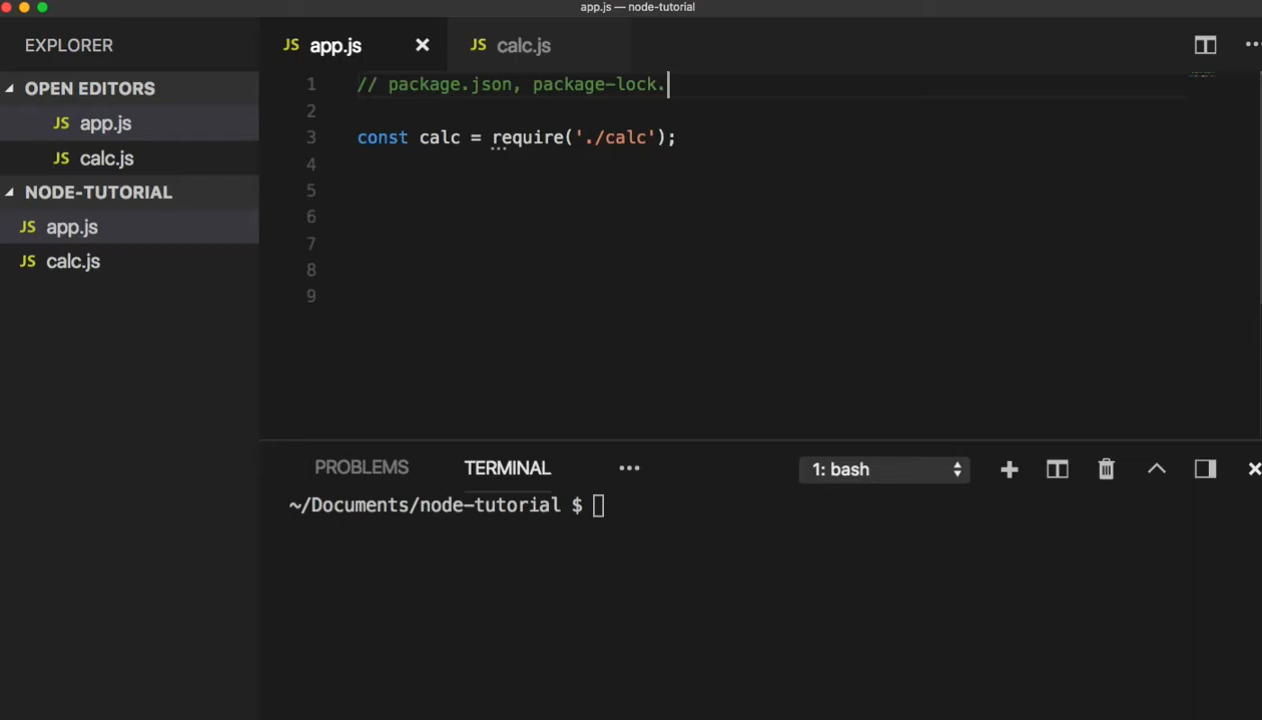 app.js — node-tutorial
EXPLORER
OPEN EDITORS
JS app.js
JS calc.js
NODE-TUTORIAL
JS app.js
JS calc.js
JS app.js
JS calc.js
1 // package.json, package-lock.
2
3 const calc = require('./calc');
4
5
6
7
8
9
PROBLEMS
TERMINAL
1: bash
~/Documents/node-tutorial $